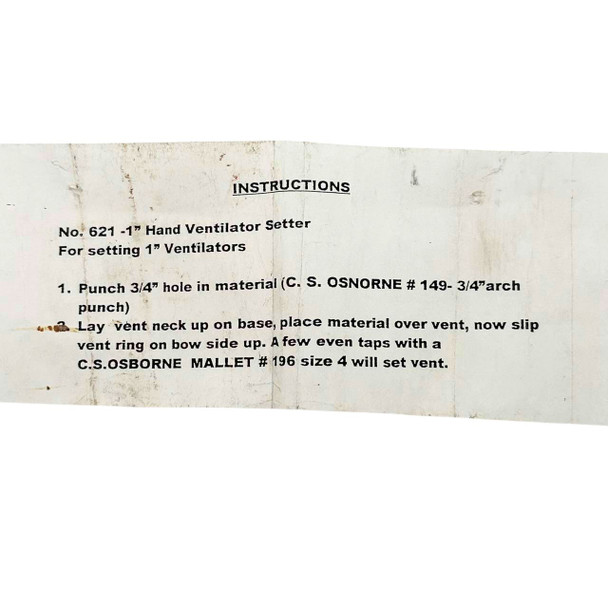 INSTRUCTIONS
No. 621 -1" Hand Ventilator Setter
For setting 1" Ventilators
1. Punch 3/4" hole in material (C. S. OSNORNE # 149- 3/4"arch
punch)
2. Lay vent neck up on base, place material over vent, now slip
vent ring on bow side up. A few even taps with a
C.S.OSBORNE MALLET # 196 size 4 will set vent.